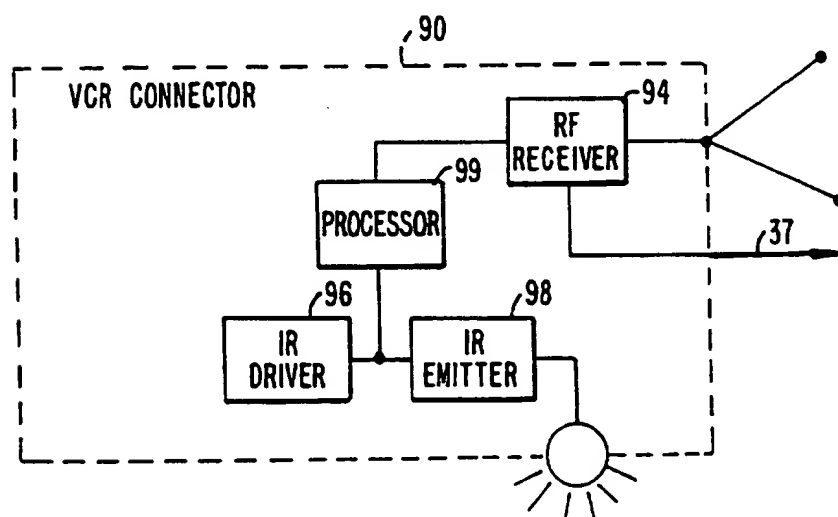 90
VCR CONNECTOR
94
RF
RECEIVER
99
PROCESSOR
37
96
IR
DRIVER
98
IR
EMITTER